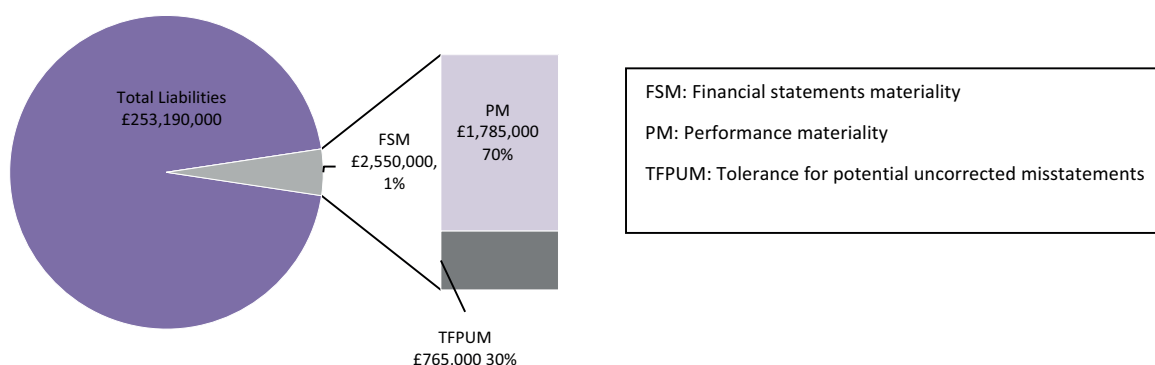 Total Liabilities
£253,190,000
FSM
£2,550,000,
1%
PM
£1,785,000
70%
TFPUM
£765,000 30%
FSM: Financial statements materiality
PM: Performance materiality
TFPUM: Tolerance for potential uncorrected misstatements